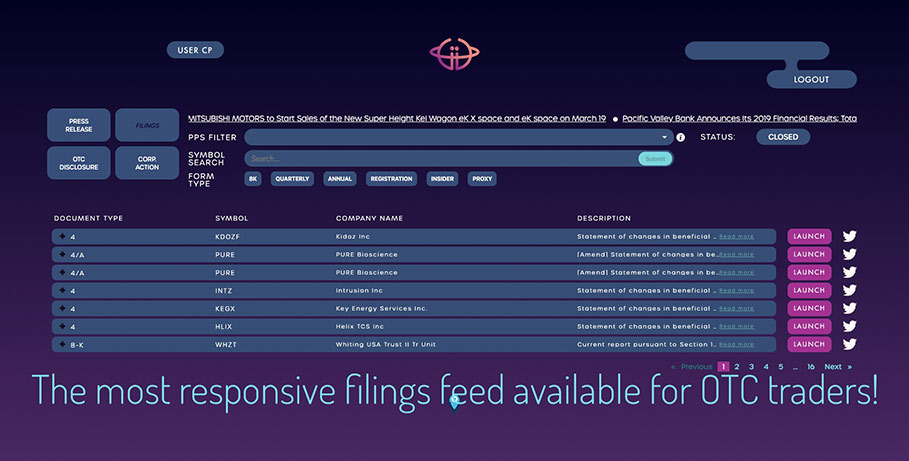 USER CP
LOGOUT
PRESS RELEASE
FILINGS
MITSUBISHI MOTORS to Start Sales of the New Super Height Kei Wagon eK X space and eK space on March 19 ● Pacific Valley Bank Announces Its 2019 Financial Results; Tota
PPS FILTER
STATUS: CLOSED
OTC DISCLOSURE
CORP. ACTION
SYMBOL SEARCH
Search...
Submit
FORM TYPE
8K QUARTERLY ANNUAL REGISTRATION INSIDER PROXY
DOCUMENT TYPE SYMBOL COMPANY NAME DESCRIPTION
4 KDOZF Kidoz Inc Statement of changes in beneficial ... Read more LAUNCH
4/A PURE PURE Bioscience [Amend] Statement of changes in be... Read more LAUNCH
4/A PURE PURE Bioscience [Amend] Statement of changes in be... Read more LAUNCH
4 INTZ Intrusion Inc Statement of changes in beneficial ... Read more LAUNCH
4 KEGX Key Energy Services Inc. Statement of changes in beneficial ... Read more LAUNCH
4 HLIX Helix TCS Inc Statement of changes in beneficial ... Read more LAUNCH
8-K WHZT Whiting USA Trust II Tr Unit Current report pursuant to Section 1... Read more LAUNCH
« Previous 1 2 3 4 5 ... 16 Next »
The most responsive filings feed available for OTC traders!